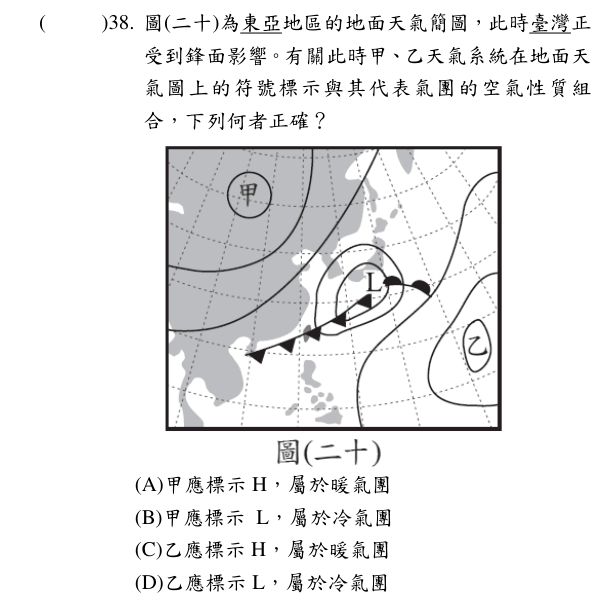 (　　)38. 圖(二十)為東亞地區的地面天氣簡圖，此時臺灣正
受到鋒面影響。有關此時甲、乙天氣系統在地面天
氣圖上的符號標示與其代表氣團的空氣性質組
合，下列何者正確？
甲
L
乙
圖(二十)
(A)甲應標示 H，屬於暖氣團
(B)甲應標示 L，屬於冷氣團
(C)乙應標示 H，屬於暖氣團
(D)乙應標示 L，屬於冷氣團